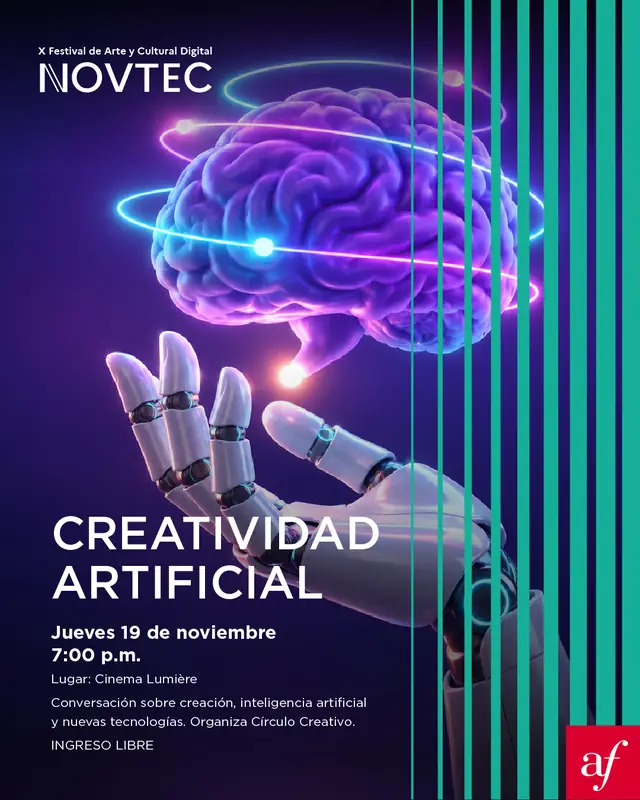 X Festival de Arte y Cultural Digital
NOVTEC
CREATIVIDAD
ARTIFICIAL
Jueves 19 de noviembre
7:00 p.m.
Lugar: Cinema Lumière
Conversación sobre creación, inteligencia artificial
y nuevas tecnologías. Organiza Círculo Creativo.
INGRESO LIBRE
af